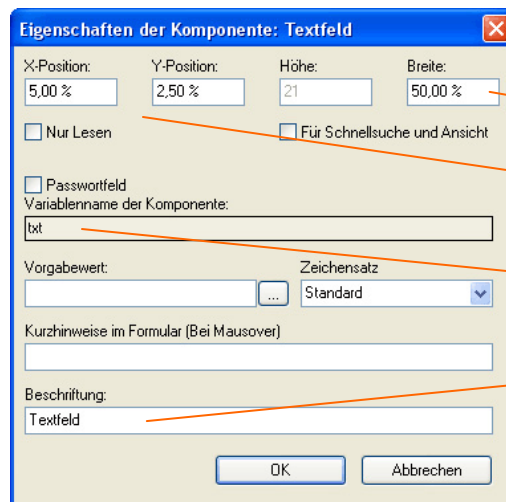 Eigenschaften der Komponente: Textfeld
X-Position: Y-Position: Höhe: Breite:
5,00 % 2,50 % 21 50,00 %
Nur Lesen Für Schnellsuche und Ansicht
Passwortfeld
Variablenname der Komponente:
txt
Vorgabewert: Zeichensatz
... Standard
Kurzhinweise im Formular (Bei Mausover)
Beschriftung:
Textfeld
OK Abbrechen